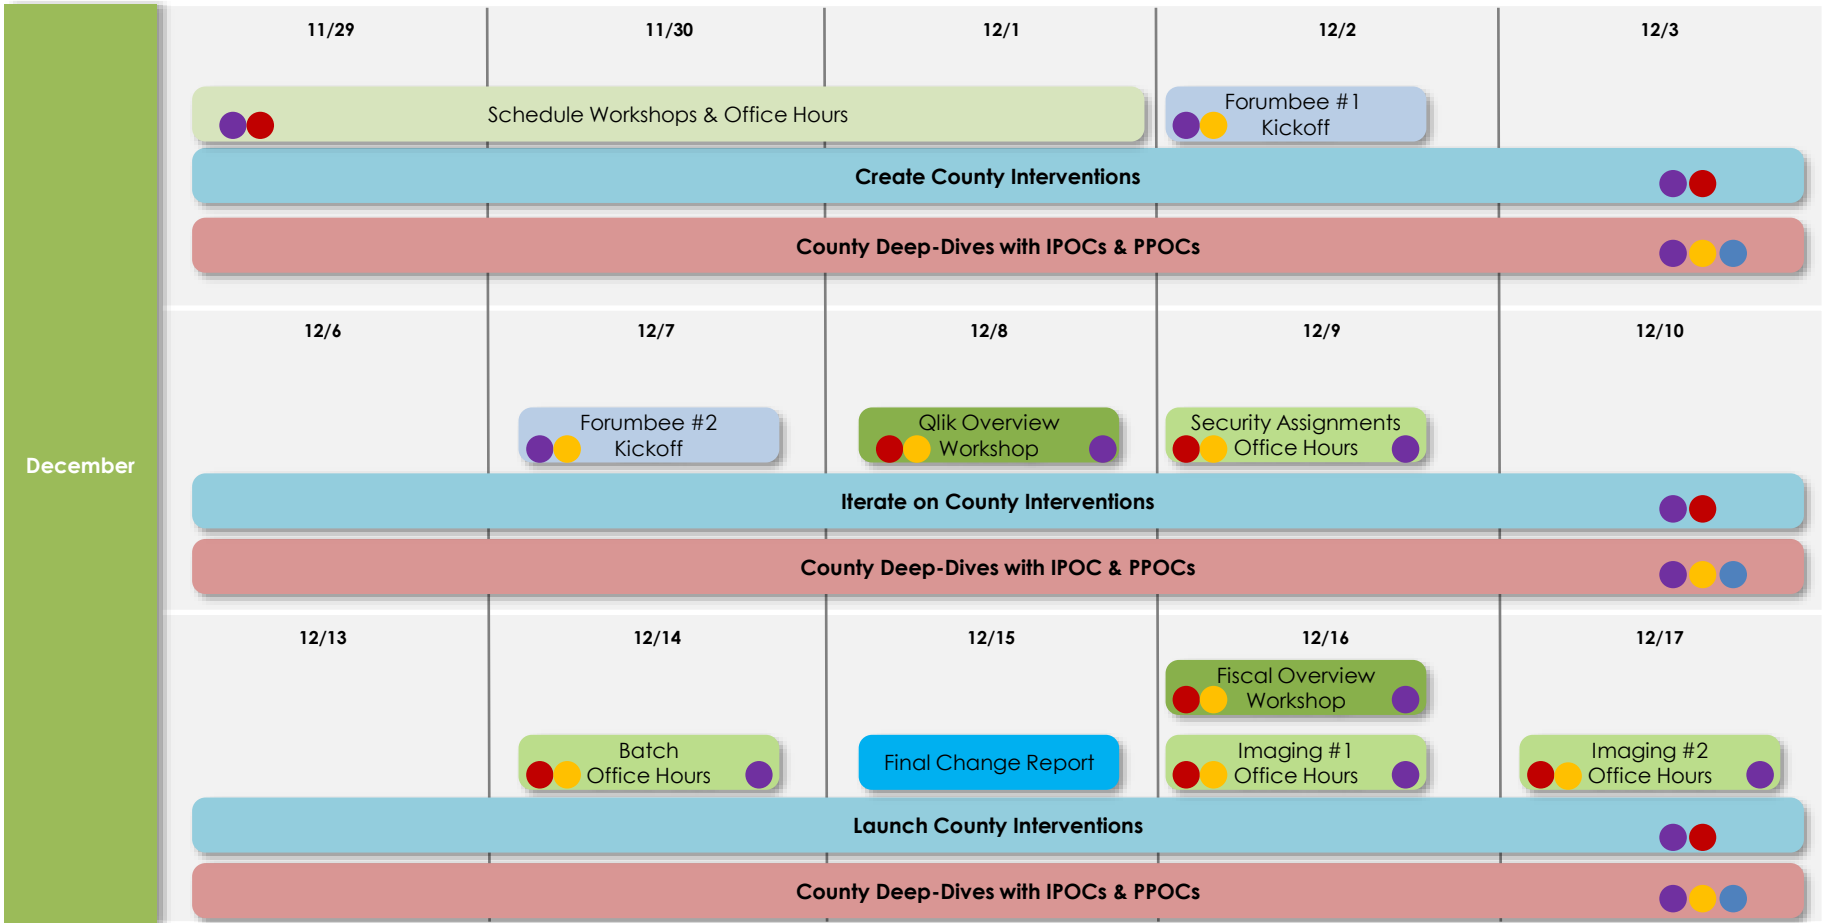 December
11/29
11/30
12/1
12/2
12/3
Schedule Workshops & Office Hours
Forumbee #1
Kickoff
Create County Interventions
County Deep-Dives with IPOCs & PPOCs
12/6
12/7
12/8
12/9
12/10
Forumbee #2
Kickoff
Qlik Overview
Workshop
Security Assignments
Office Hours
Iterate on County Interventions
County Deep-Dives with IPOC & PPOCs
12/13
12/14
12/15
12/16
12/17
Fiscal Overview
Workshop
Batch
Office Hours
Final Change Report
Imaging #1
Office Hours
Imaging #2
Office Hours
Launch County Interventions
County Deep-Dives with IPOCs & PPOCs